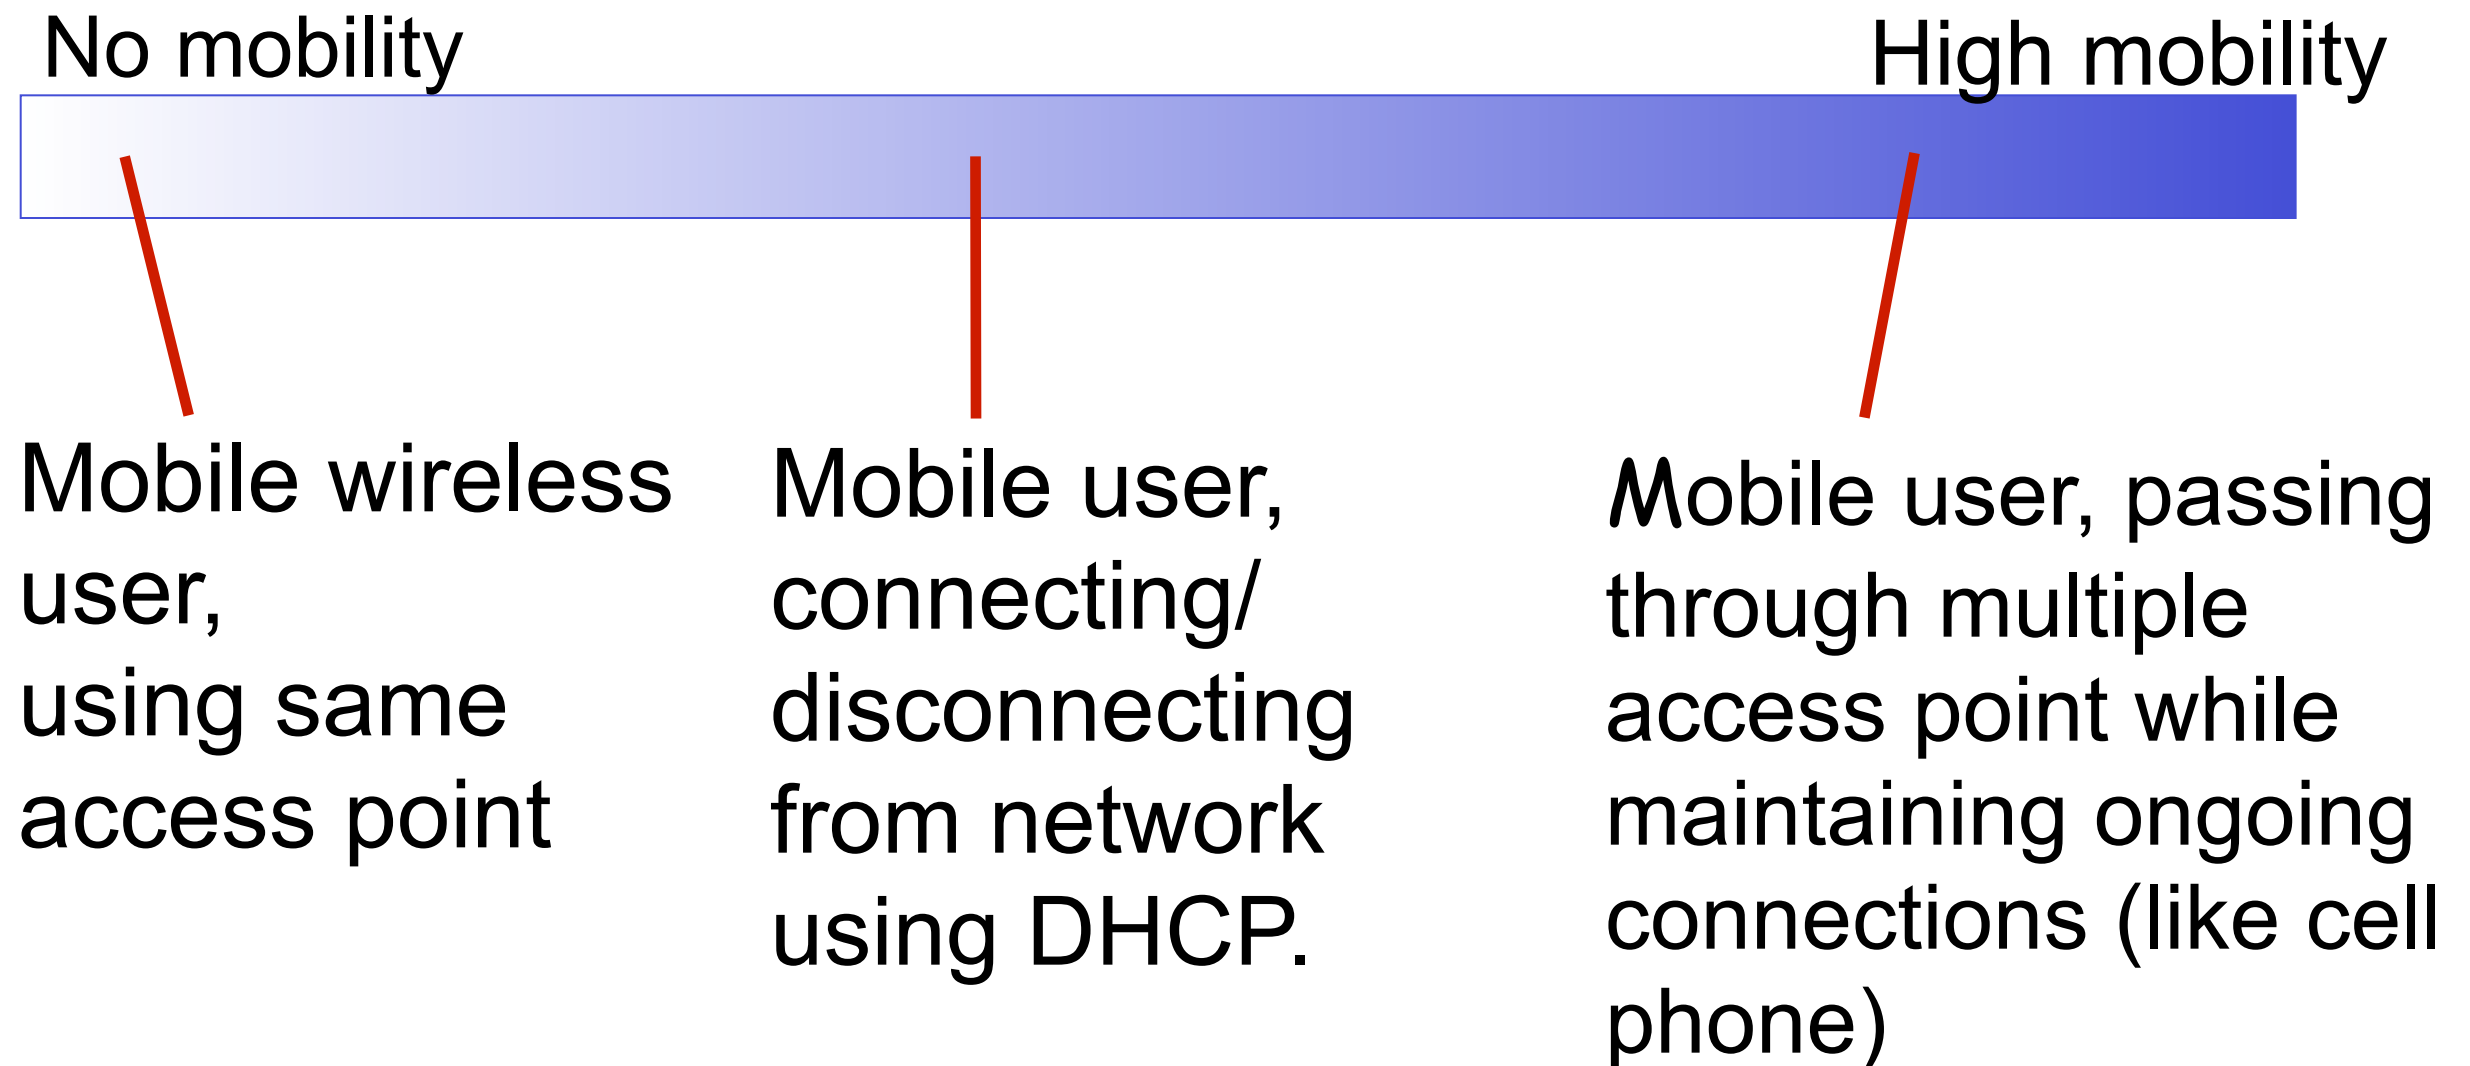 No mobility
High mobility
Mobile wireless
user,
using same
access point
Mobile user,
connecting/
disconnecting
from network
using DHCP.
Mobile user, passing
through multiple
access point while
maintaining ongoing
connections (like cell
phone)